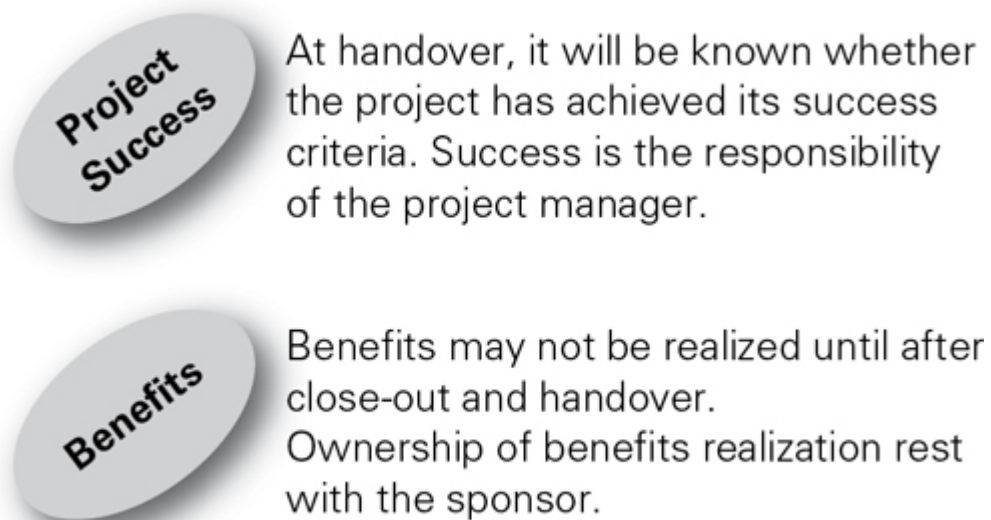 Project
Success
At handover, it will be known whether
the project has achieved its success
criteria. Success is the responsibility
of the project manager.
Benefits
Benefits may not be realized until after
close-out and handover.
Ownership of benefits realization rest
with the sponsor.